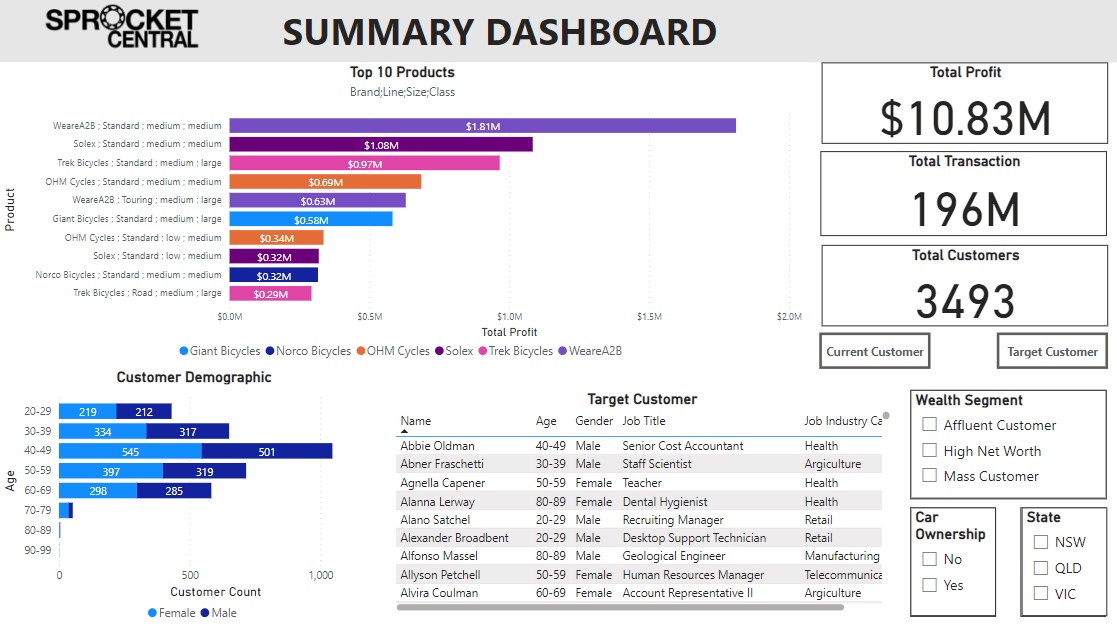 SPROCKET
CENTRAL
SUMMARY DASHBOARD
Top 10 Products
Brand;Line;Size;Class
Product
WeareA2B ; Standard ; medium ; medium $1.81M
Solex ; Standard ; medium ; medium $1.08M
Trek Bicycles ; Standard ; medium ; large $0.97M
OHM Cycles ; Standard ; medium ; medium $0.69M
WeareA2B ; Touring ; medium ; large $0.63M
Giant Bicycles ; Standard ; medium ; large $0.58M
OHM Cycles ; Standard ; low ; medium $0.34M
Solex ; Standard ; low ; medium $0.32M
Norco Bicycles ; Standard ; medium ; medium $0.32M
Trek Bicycles ; Road ; medium ; large $0.29M
$0.0M $0.5M $1.0M $1.5M $2.0M
Total Profit
Giant Bicycles Norco Bicycles OHM Cycles Solex Trek Bicycles WeareA2B
Total Profit
$10.83M
Total Transaction
196M
Total Customers
3493
Current Customer Target Customer
Customer Demographic
Age
20-29 219 212
30-39 334 317
40-49 545 501
50-59 397 319
60-69 298 285
70-79
80-89
90-99
0 500 1,000
Customer Count
Female Male
Target Customer
Name Age Gender Job Title Job Industry Ca
Abbie Oldman 40-49 Male Senior Cost Accountant Health
Abner Fraschetti 30-39 Male Staff Scientist Argiculture
Agnella Capener 50-59 Female Teacher Health
Alanna Lerway 80-89 Female Dental Hygienist Health
Alano Satchel 20-29 Male Recruiting Manager Retail
Alexander Broadbent 20-29 Male Desktop Support Technician Retail
Alfonso Massel 80-89 Male Geological Engineer Manufacturing
Allyson Petchell 50-59 Female Human Resources Manager Telecommunica
Alvira Coulman 60-69 Female Account Representative II Argiculture
Wealth Segment
Affluent Customer
High Net Worth
Mass Customer
Car
Ownership
No
Yes
State
NSW
QLD
VIC